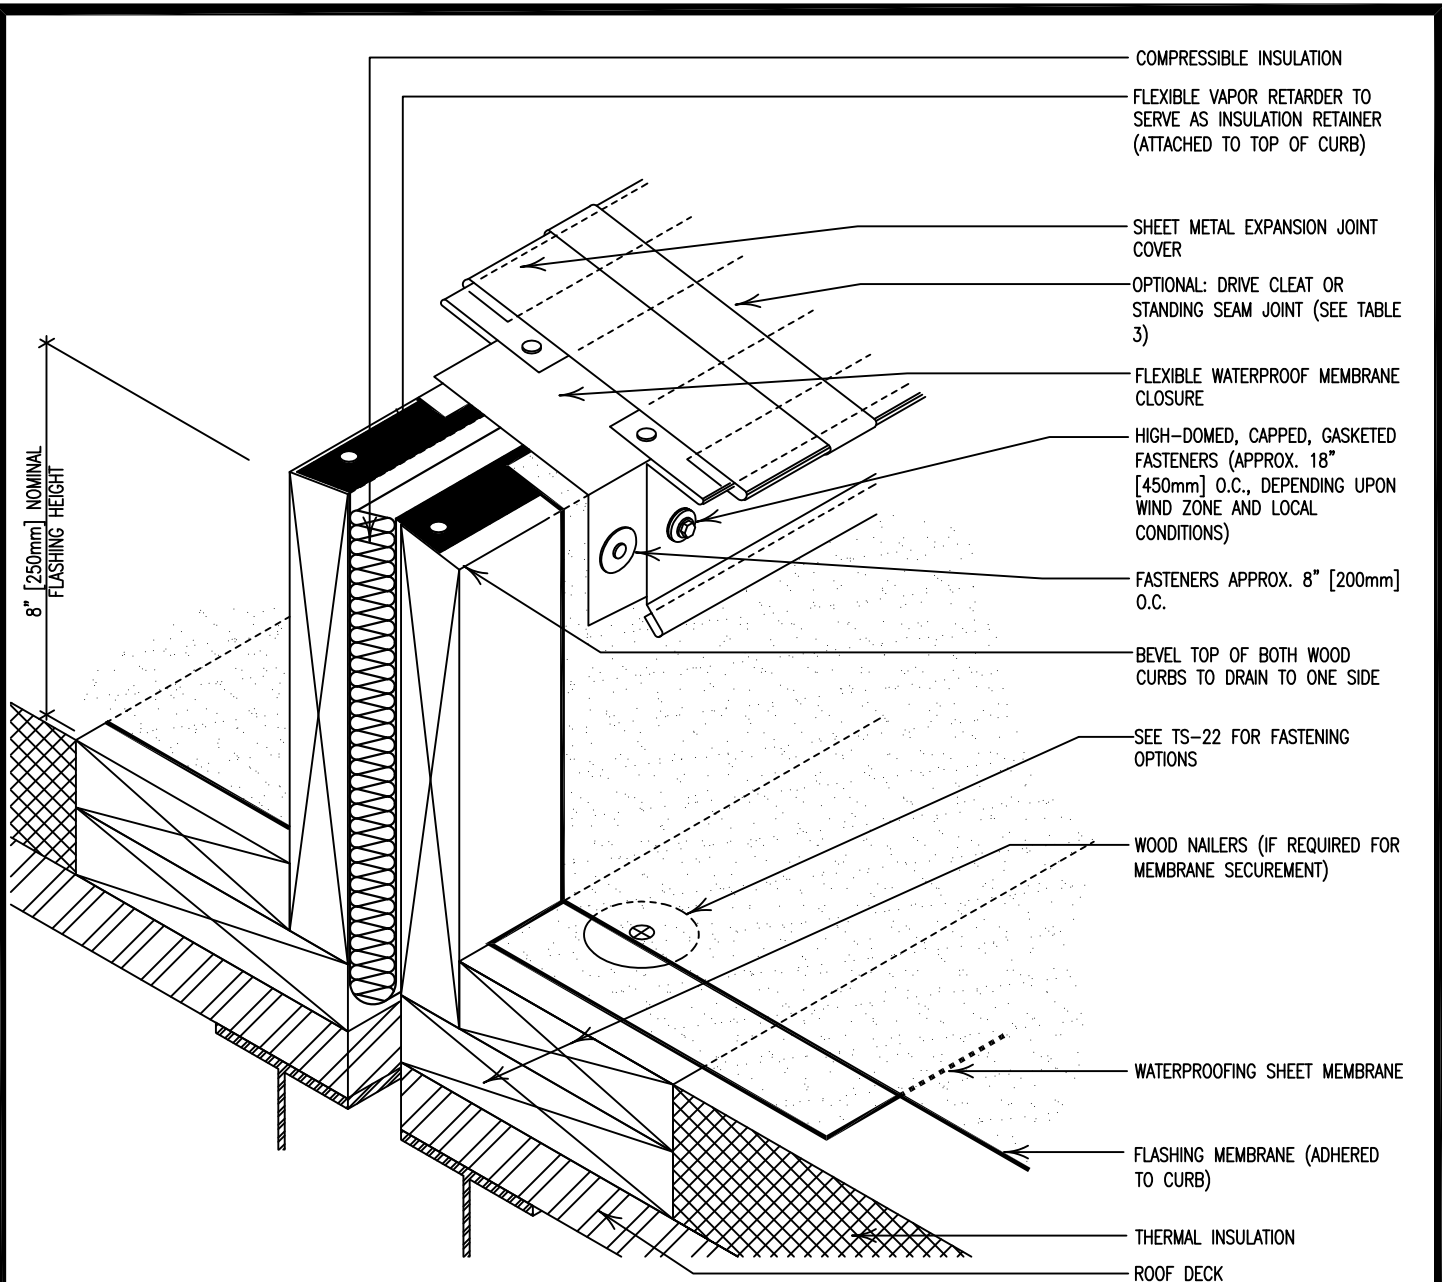 COMPRESSIBLE INSULATION
FLEXIBLE VAPOR RETARDER TO
SERVE AS INSULATION RETAINER
(ATTACHED TO TOP OF CURB)
SHEET METAL EXPANSION JOINT
COVER
OPTIONAL: DRIVE CLEAT OR
STANDING SEAM JOINT (SEE TABLE
3)
FLEXIBLE WATERPROOF MEMBRANE
CLOSURE
HIGH-DOMED, CAPPED, GASKETED
FASTENERS (APPROX. 18"
[450mm] O.C., DEPENDING UPON
WIND ZONE AND LOCAL
CONDITIONS)
FASTENERS APPROX. 8" [200mm]
O.C.
BEVEL TOP OF BOTH WOOD
CURBS TO DRAIN TO ONE SIDE
SEE TS-22 FOR FASTENING
OPTIONS
WOOD NAILERS (IF REQUIRED FOR
MEMBRANE SECUREMENT)
WATERPROOFING SHEET MEMBRANE
FLASHING MEMBRANE (ADHERED
TO CURB)
THERMAL INSULATION
ROOF DECK
8" [250mm] NOMINAL
FLASHING HEIGHT